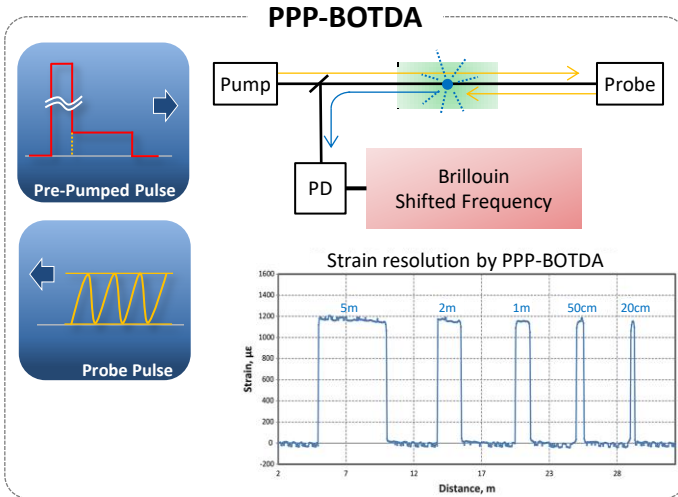 PPP-BOTDA
Pre-Pumped Pulse
Probe Pulse
Pump
Probe
PD
Brillouin
Shifted Frequency
Strain resolution by PPP-BOTDA
1600
1400
1200
1000
800
600
400
200
0
-200
Strain, µɛ
5m
2m
1m
50cm
20cm
2
7
12
17
23
28
Distance, m